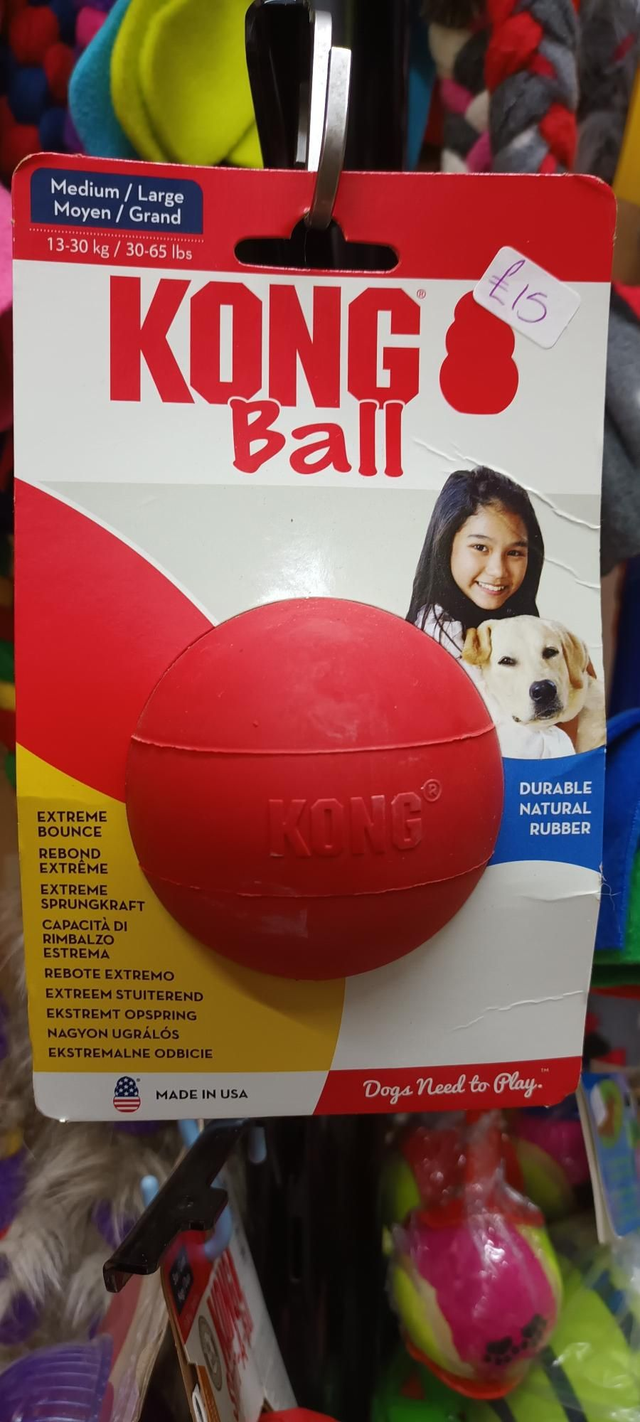 Medium / Large
Moyen / Grand
13-30 kg / 30-65 lbs
£15
KONG®
Ball
KONG®
DURABLE
NATURAL
RUBBER
EXTREME
BOUNCE
REBOND
EXTRÊME
EXTREME
SPRUNGKRAFT
CAPACITÀ DI
RIMBALZO
ESTREMA
REBOTE EXTREMO
EXTREEM STUITEREND
EKSTREMT OPSPRING
NAGYON UGRÁLÓS
EKSTREMALNE ODBICIE
MADE IN USA
Dogs Need to Play.™